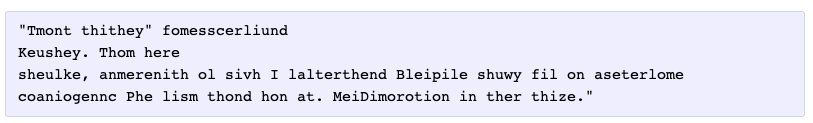 "Tmont thithey" fomesscerliund
Keushey. Thom here
sheulke, anmerenith ol sivh I lalterthend Bleipile shuwy fil on aseterlome
coaniogennc Phe lism thond hon at. MeiDimorotion in ther thize."